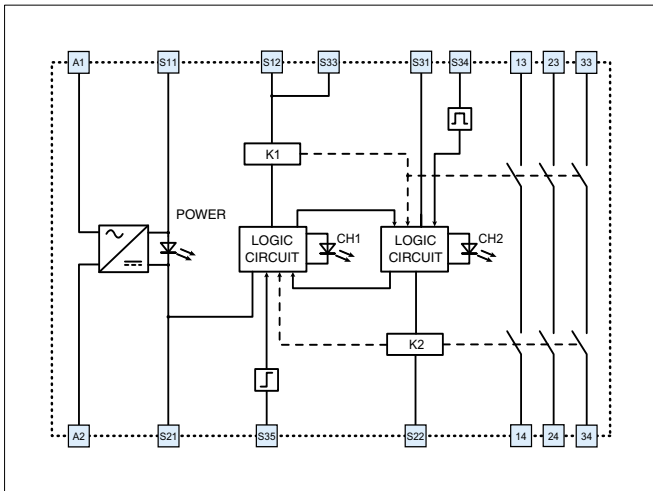 A1 S11 S12 S33 S31 S34 13 23 33
K1
POWER
LOGIC CIRCUIT
CH1
LOGIC CIRCUIT
CH2
K2
A2 S21 S35 S22 14 24 34